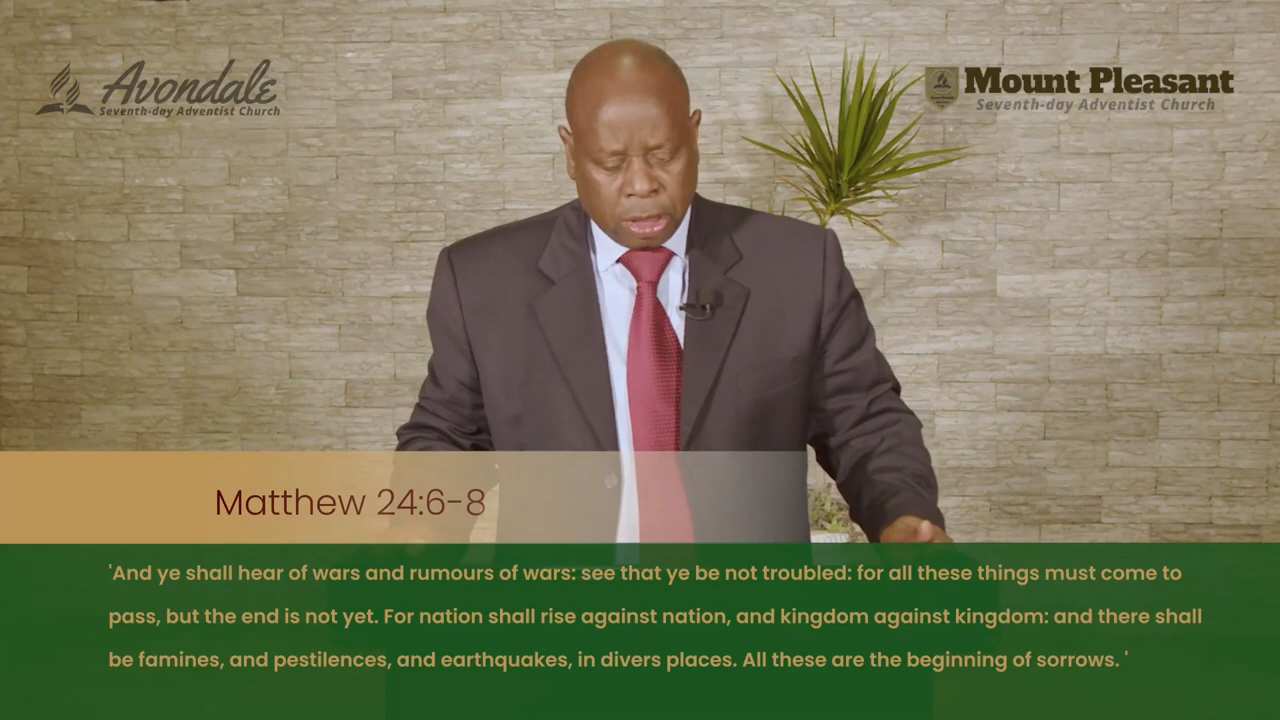 Avondale
Seventh-day Adventist Church
Mount Pleasant
Seventh-day Adventist Church
Matthew 24:6-8
'And ye shall hear of wars and rumours of wars: see that ye be not troubled: for all these things must come to
pass, but the end is not yet. For nation shall rise against nation, and kingdom against kingdom: and there shall
be famines, and pestilences, and earthquakes, in divers places. All these are the beginning of sorrows. '